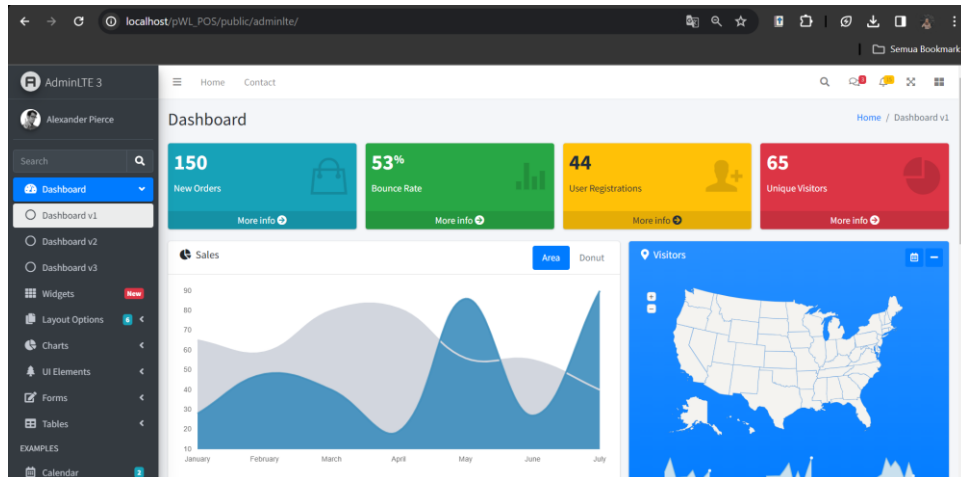 localhost/pWL_POS/public/adminlte/
Semua Bookmark
AdminLTE 3
Home Contact
3
Alexander Pierce
Dashboard
Home / Dashboard v1
Search
Dashboard
Dashboard v1
Dashboard v2
Dashboard v3
Widgets New
Layout Options 6
Charts
UI Elements
Forms
Tables
EXAMPLES
Calendar 2
150
New Orders
More info
53%
Bounce Rate
More info
44
User Registrations
More info
65
Unique Visitors
More info
Sales
Area Donut
90
80
70
60
50
40
30
20
10
January February March April May June July
Visitors
+
−